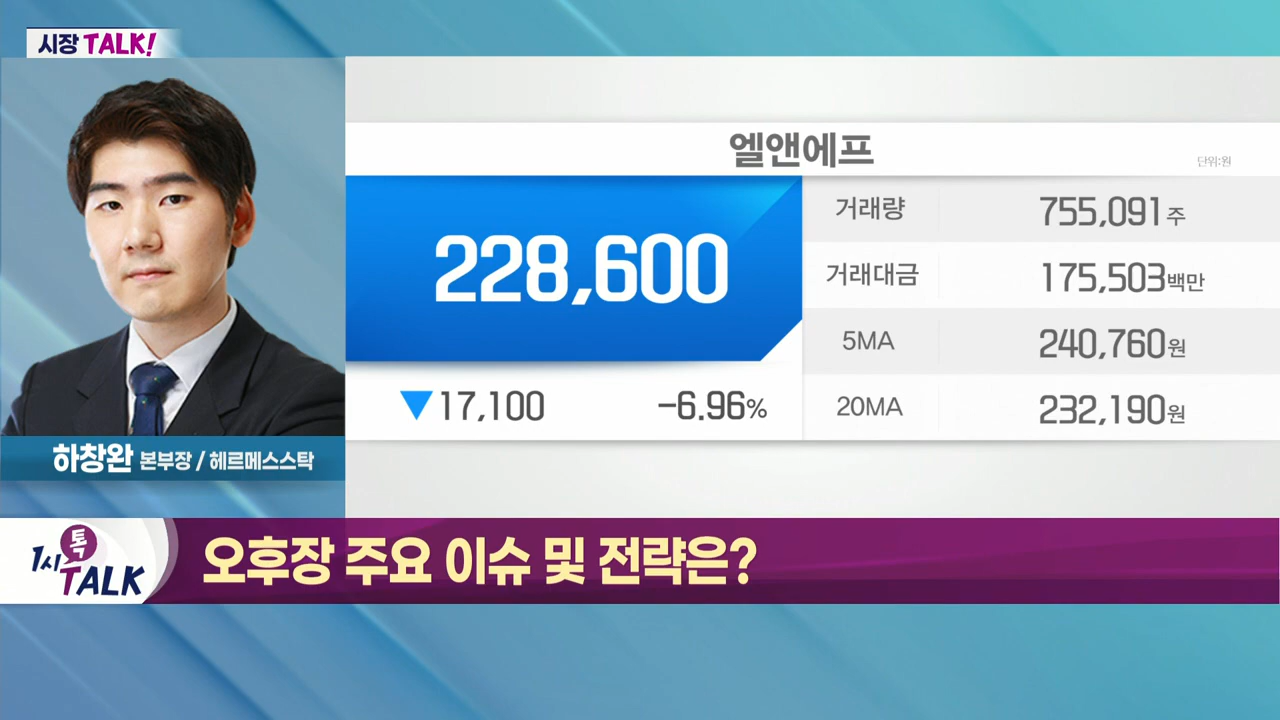 시장 TALK!
엘앤에프
단위:원
228,600
▼17,100 -6.96%
거래량 755,091주
거래대금 175,503백만
5MA 240,760원
20MA 232,190원
하창완 본부장 / 헤르메스스탁
1시 톡 TALK
오후장 주요 이슈 및 전략은?